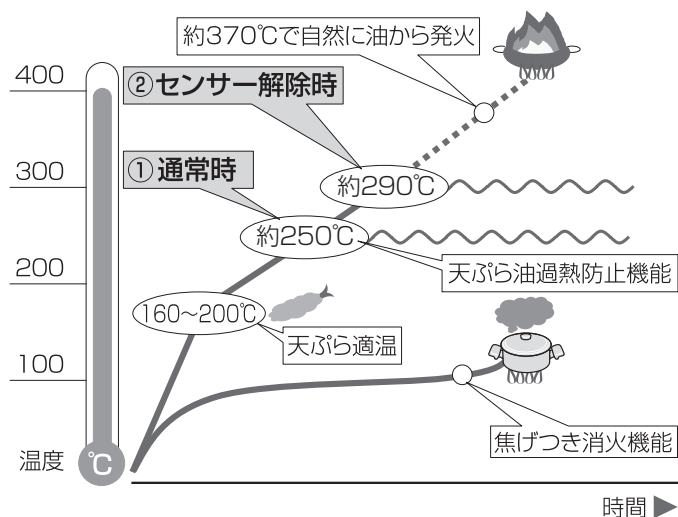 約370℃で自然に油から発火
400
②センサー解除時
300
①通常時
約290℃
約250℃
200
天ぷら油過熱防止機能
160～200℃
天ぷら適温
100
焦げつき消火機能
温度
℃
時間